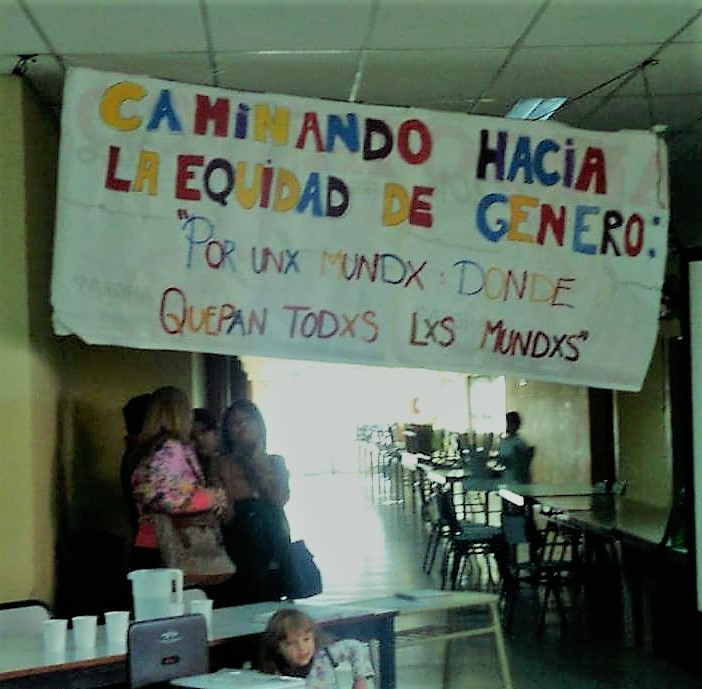 CAMINANDO HACIA
LA EQUIDAD DE GENERO:
"POR UNX MUNDX : DONDE
QUEPAN TODXS LXS MUNDXS"